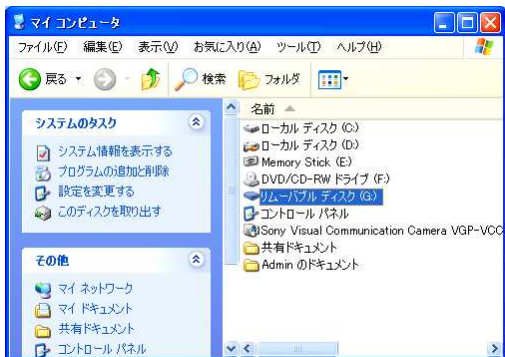 マイ コンピュータ
ファイル(F) 編集(E) 表示(V) お気に入り(A) ツール(T) ヘルプ(H)
戻る 検索 フォルダ
システムのタスク
システム情報を表示する
プログラムの追加と削除
設定を変更する
このディスクを取り出す
その他
マイ ネットワーク
マイ ドキュメント
共有ドキュメント
コントロール パネル
名前
ローカル ディスク (C:)
ローカル ディスク (D:)
Memory Stick (E:)
DVD/CD-RW ドライブ (F:)
リムーバブル ディスク (G:)
コントロール パネル
Sony Visual Communication Camera VGP-VCC
共有ドキュメント
Admin のドキュメント